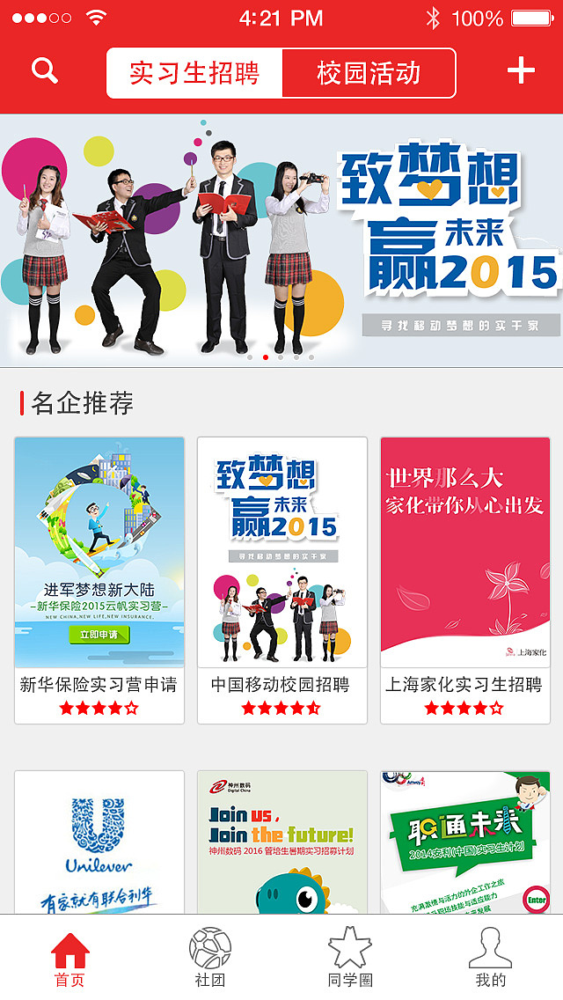 4:21 PM
100%
实习生招聘
校园活动
致梦想
赢未来2015
寻找移动梦想的实干家
名企推荐
进军梦想新大陆
新华保险2015云帆实习营
NEW CHINA,NEW LIFE,NEW INSURANCE.
立即申请
新华保险实习营申请
致梦想
赢未来2015
寻找移动梦想的实干家
中国移动校园招聘
世界那么大
家化带你从心出发
上海家化
上海家化实习生招聘
Unilever
有家就有联合利华
神州数码
Digital China
Join us,
Join the future!
神州数码 2016 管培生暑期实习招募计划
Amway
职通未来
2014安利(中国)实习生计划
充满激情与活力的外企工作之旅
Enter
首页
社团
同学圈
我的